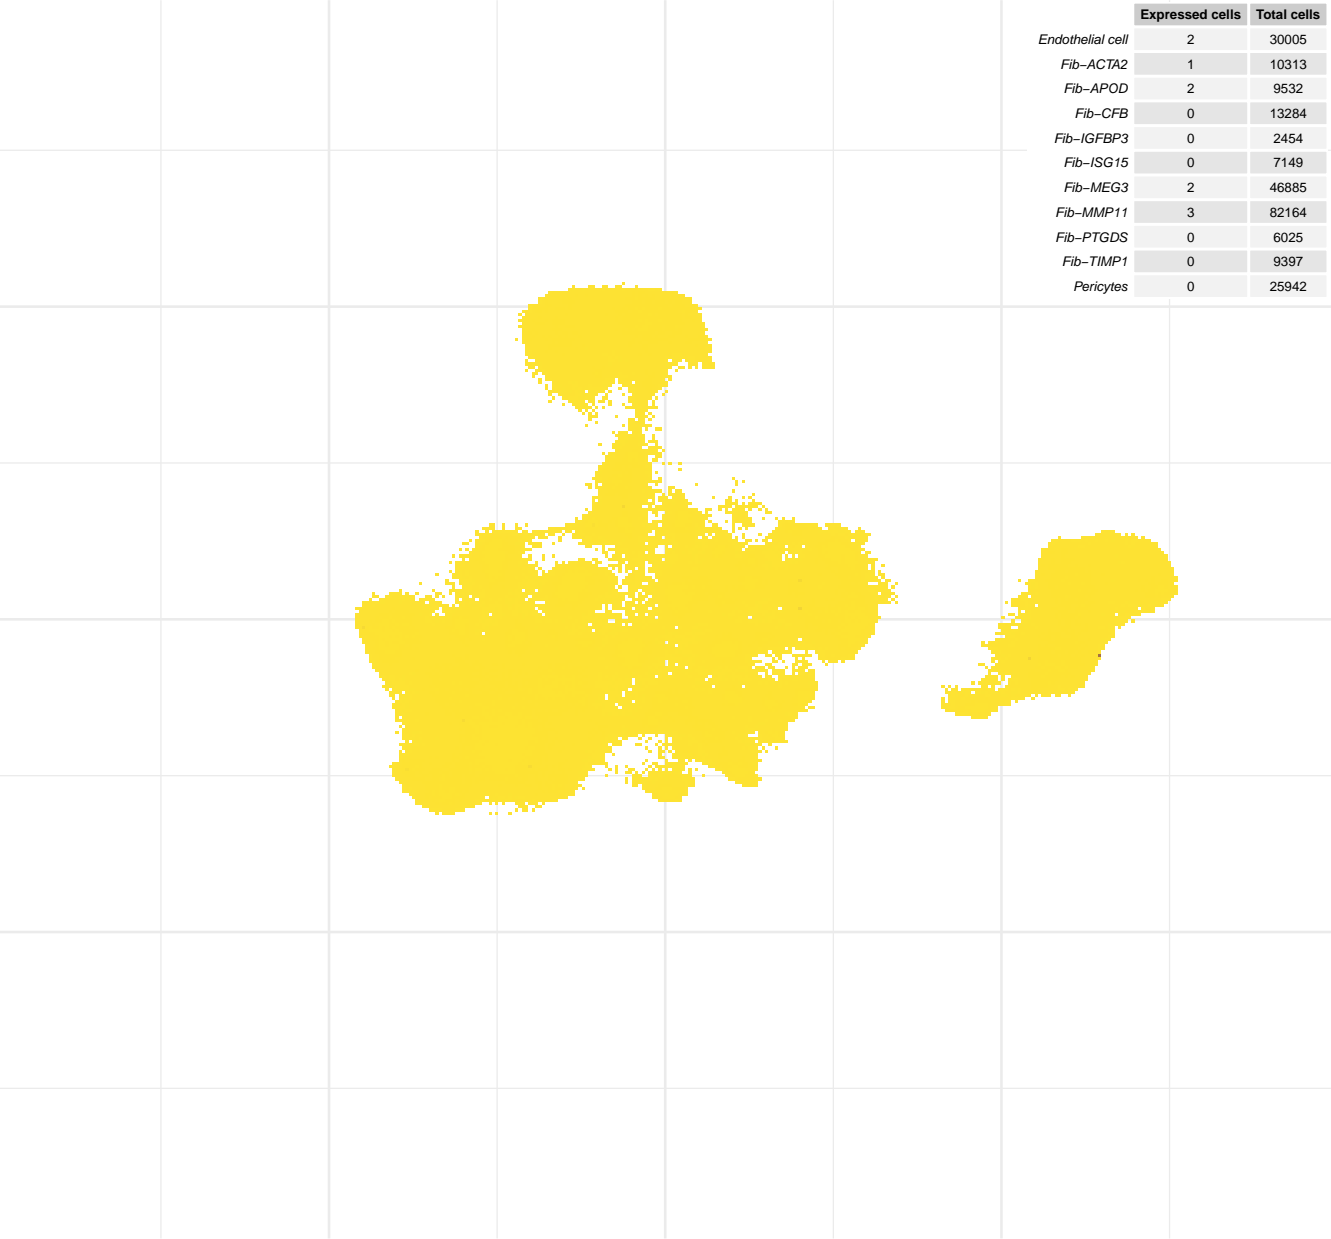 Expressed cells Total cells
Endothelial cell 2 30005
Fib−ACTA2 1 10313
Fib−APOD 2 9532
Fib−CFB 0 13284
Fib−IGFBP3 0 2454
Fib−ISG15 0 7149
Fib−MEG3 2 46885
Fib−MMP11 3 82164
Fib−PTGDS 0 6025
Fib−TIMP1 0 9397
Pericytes 0 25942